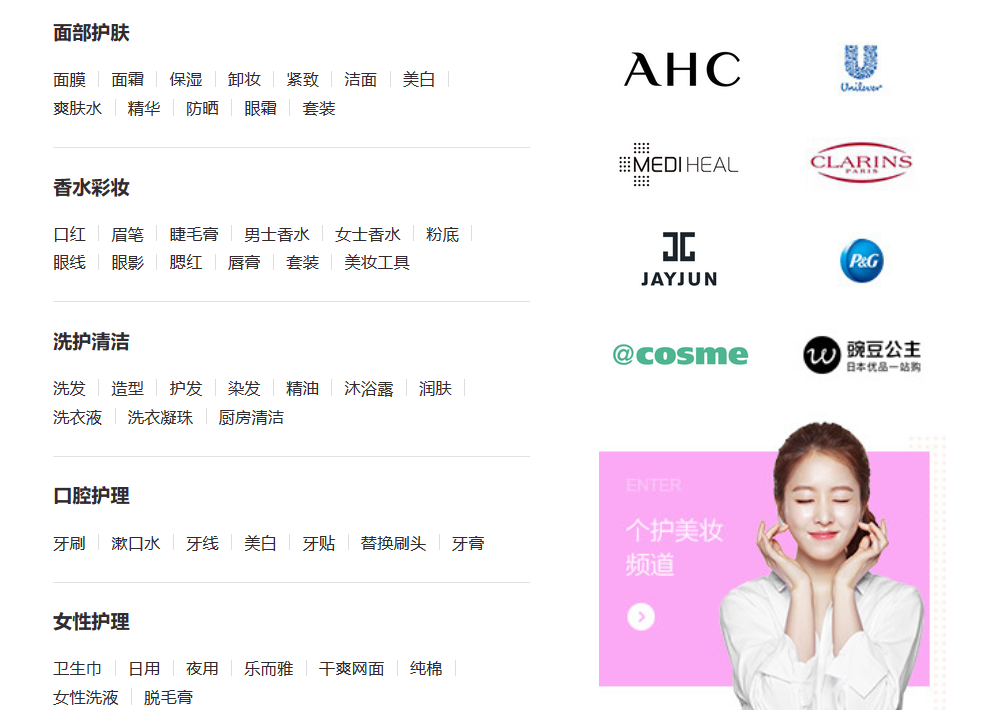 面部护肤
面膜 面霜 保湿 卸妆 紧致 洁面 美白
爽肤水 精华 防晒 眼霜 套装
香水彩妆
口红 眉笔 睫毛膏 男士香水 女士香水 粉底
眼线 眼影 腮红 唇膏 套装 美妆工具
洗护清洁
洗发 造型 护发 染发 精油 沐浴露 润肤
洗衣液 洗衣凝珠 厨房清洁
口腔护理
牙刷 漱口水 牙线 美白 牙贴 替换刷头 牙膏
女性护理
卫生巾 日用 夜用 乐而雅 干爽网面 纯棉
女性洗液 脱毛膏
AHC
Unilever
MEDIHEAL
CLARINS
PARIS
JAYJUN
P&G
@cosme
豌豆公主
日本优品一站购
ENTER
个护美妆
频道